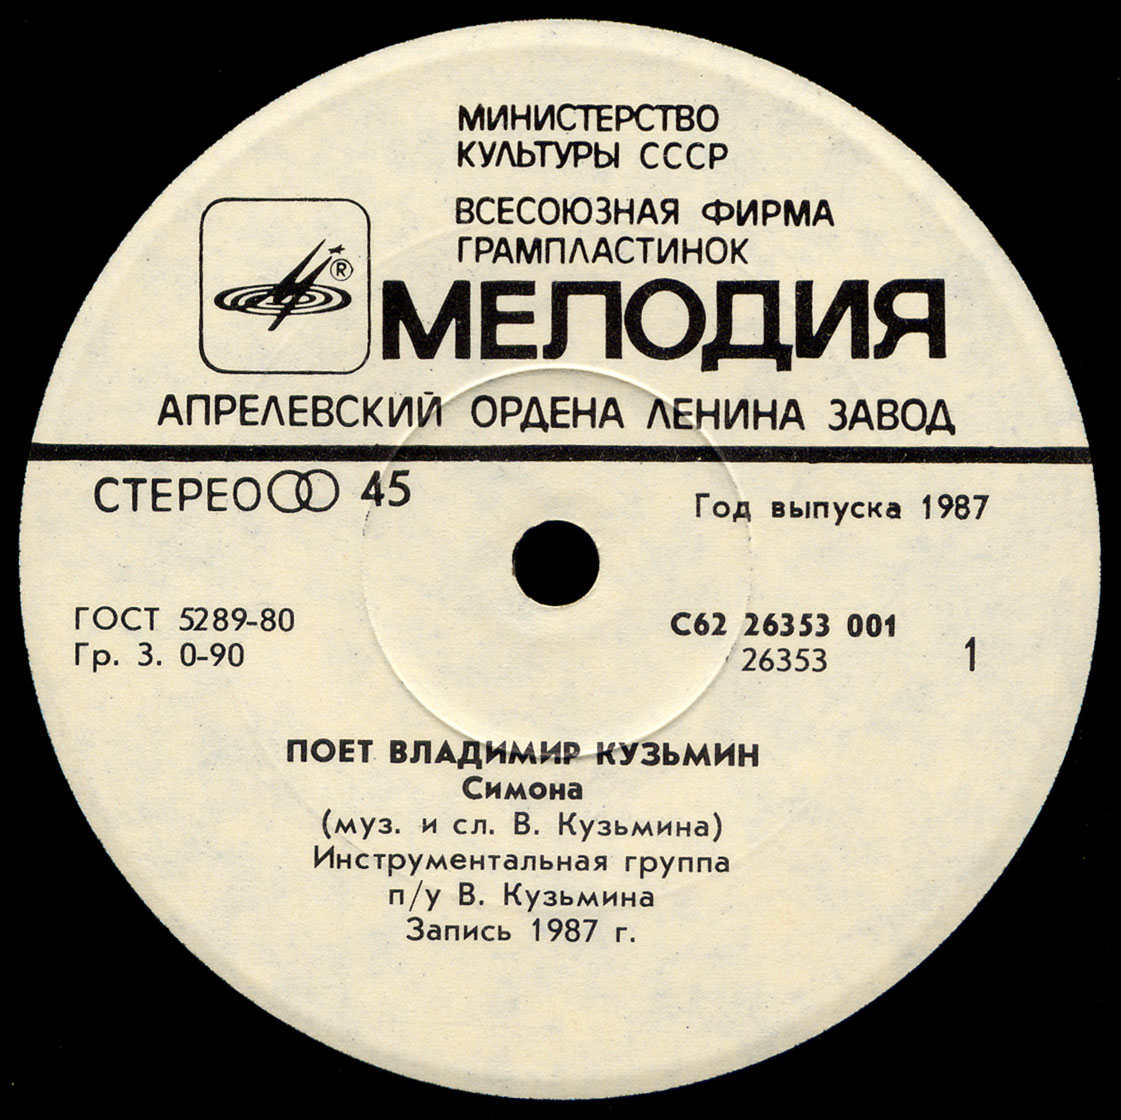 МИНИСТЕРСТВО
КУЛЬТУРЫ СССР
ВСЕСОЮЗНАЯ ФИРМА
ГРАМПЛАСТИНОК
®
МЕЛОДИЯ
АПРЕЛЕВСКИЙ ОРДЕНА ЛЕНИНА ЗАВОД
СТЕРЕО 45
Год выпуска 1987
ГОСТ 5289-80
Гр. 3. 0-90
С62 26353 001
26353
1
ПОЕТ ВЛАДИМИР КУЗЬМИН
Симона
(муз. и сл. В. Кузьмина)
Инструментальная группа
п/у В. Кузьмина
Запись 1987 г.